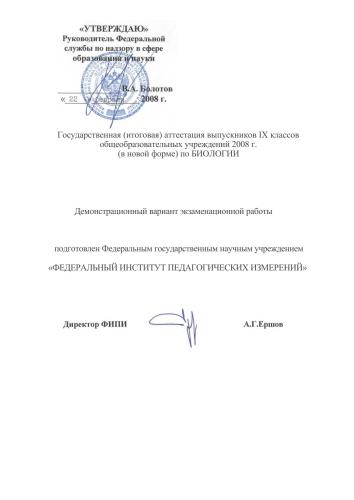 «УТВЕРЖДАЮ»
Руководитель Федеральной
службы по надзору в сфере
образования и науки
В.А. Болотов
« 22 » февраля 2008 г.
Государственная (итоговая) аттестация выпускников IX классов
общеобразовательных учреждений 2008 г.
(в новой форме) по БИОЛОГИИ
Демонстрационный вариант экзаменационной работы
подготовлен Федеральным государственным научным учреждением
«ФЕДЕРАЛЬНЫЙ ИНСТИТУТ ПЕДАГОГИЧЕСКИХ ИЗМЕРЕНИЙ»
Директор ФИПИ А.Г.Ершов